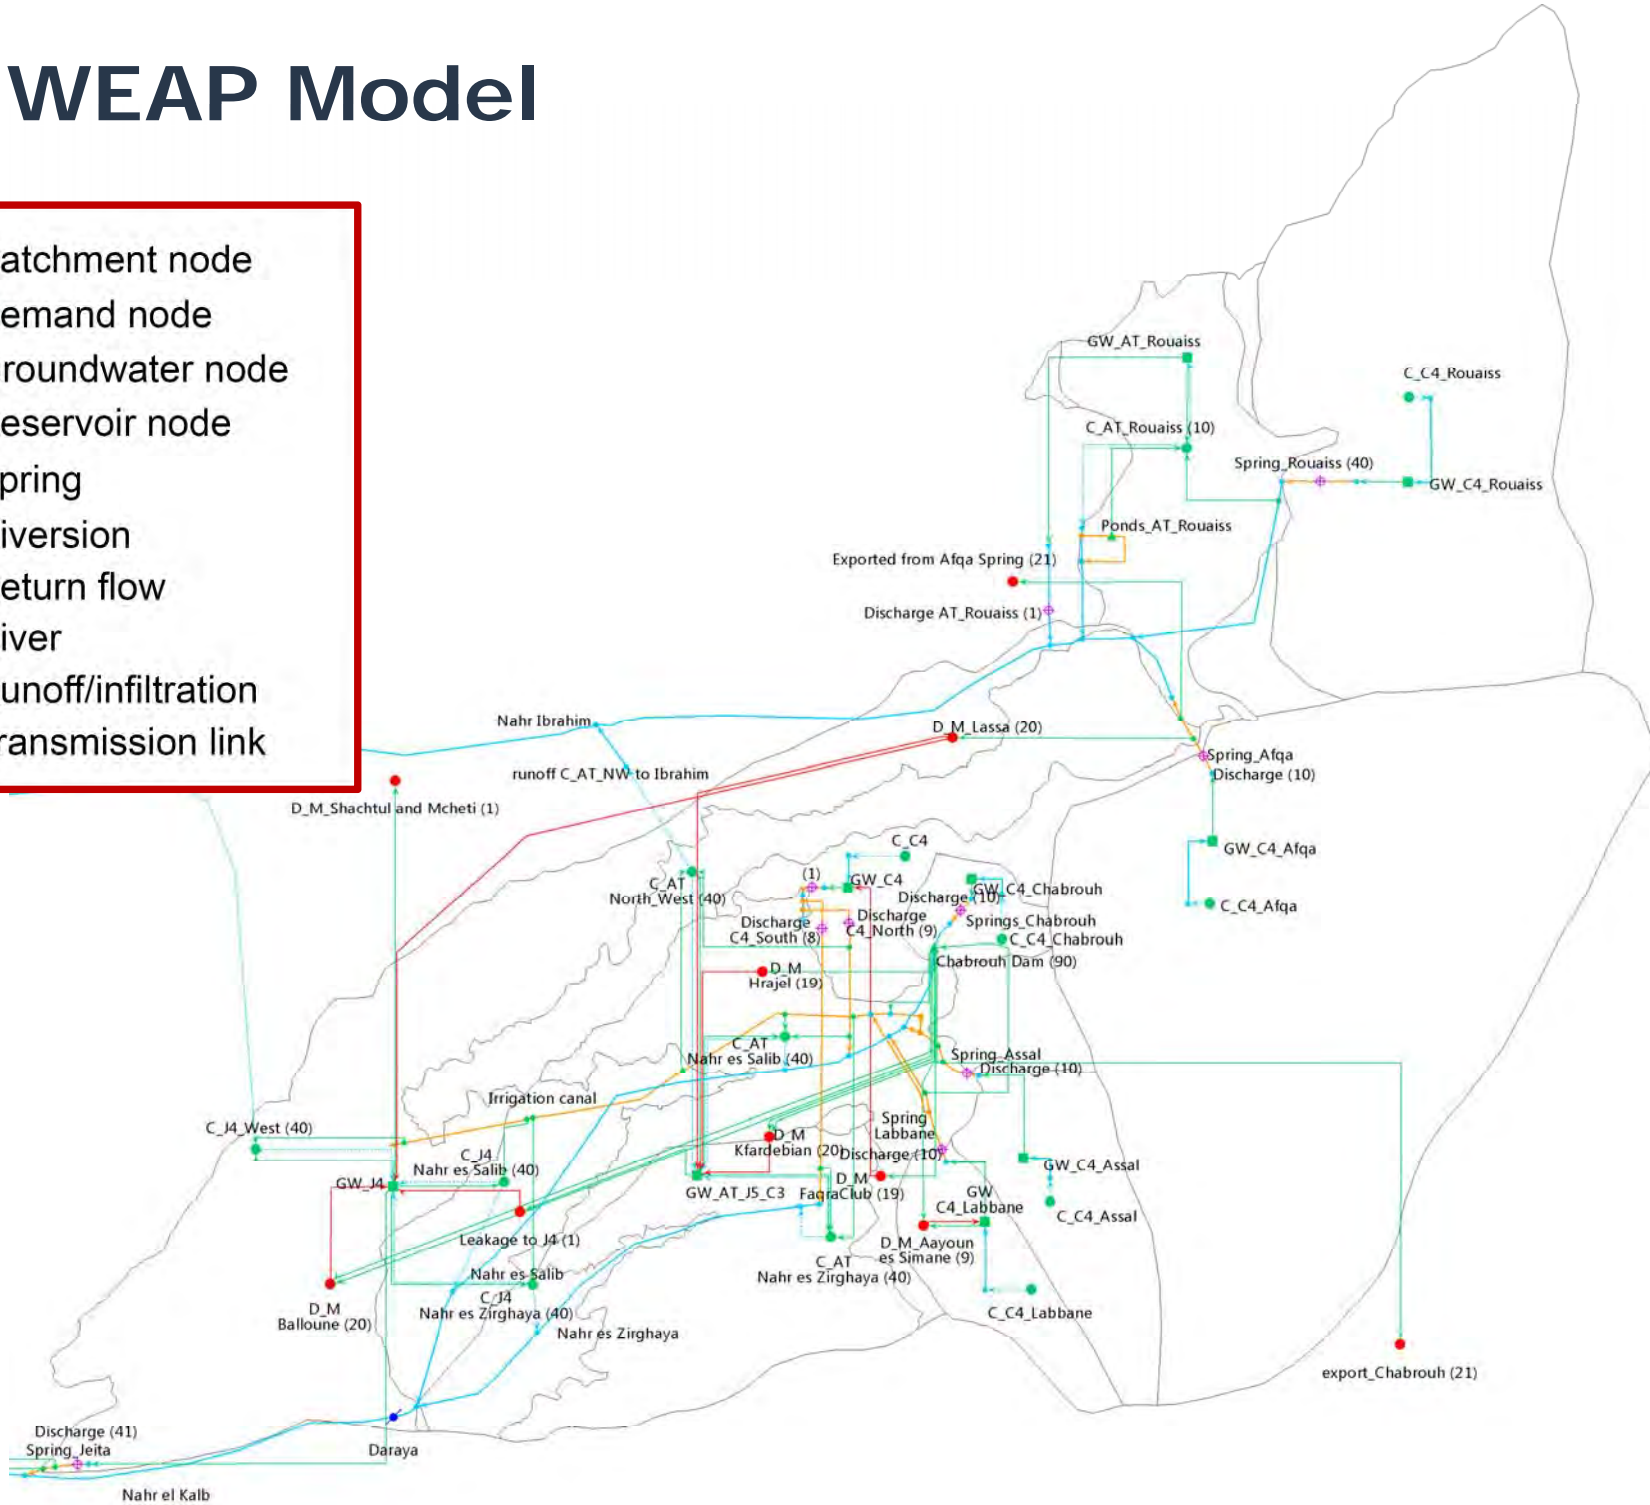 WEAP Model
atchment node
emand node
roundwater node
eservoir node
pring
iversion
eturn flow
iver
unoff/infiltration
ransmission link
GW_AT_Rouaiss
C_C4_Rouaiss
C_AT_Rouaiss (10)
Spring_Rouaiss (40)
GW_C4_Rouaiss
Ponds_AT_Rouaiss
Exported from Afqa Spring (21)
Discharge AT_Rouaiss (1)
Nahr Ibrahim
D_M_Lassa (20)
Spring_Afqa
Discharge (10)
runoff C_AT_NW to Ibrahim
D_M_Shachtul and Mcheti (1)
C_C4
GW_C4_Afqa
(1)
GW_C4
C_AT
North_West (40)
GW_C4_Chabrouh
Discharge (10)
C_C4_Afqa
Discharge
C4_South (8)
Discharge
C4_North (9)
Springs_Chabrouh
C_C4_Chabrouh
Chabrouh Dam (90)
D_M
Hrajel (19)
C_AT
Nahr es Salib (40)
Spring_Assal
Discharge (10)
Irrigation canal
C_J4_West (40)
Spring
Labbane
Discharge (10)
D_M
Kfardebian (20)
C_J4
Nahr es Salib (40)
GW_C4_Assal
GW_J4
GW_AT_J5_C3
D_M
FaqraClub (19)
GW
C4_Labbane
C_C4_Assal
Leakage to J4 (1)
D_M_Aayoun
es Simane (9)
C_AT
Nahr es Zirghaya (40)
Nahr es Salib
C_J4
Nahr es Zirghaya (40)
D_M
Balloune (20)
C_C4_Labbane
Nahr es Zirghaya
export_Chabrouh (21)
Discharge (41)
Spring_Jeita
Daraya
Nahr el Kalb